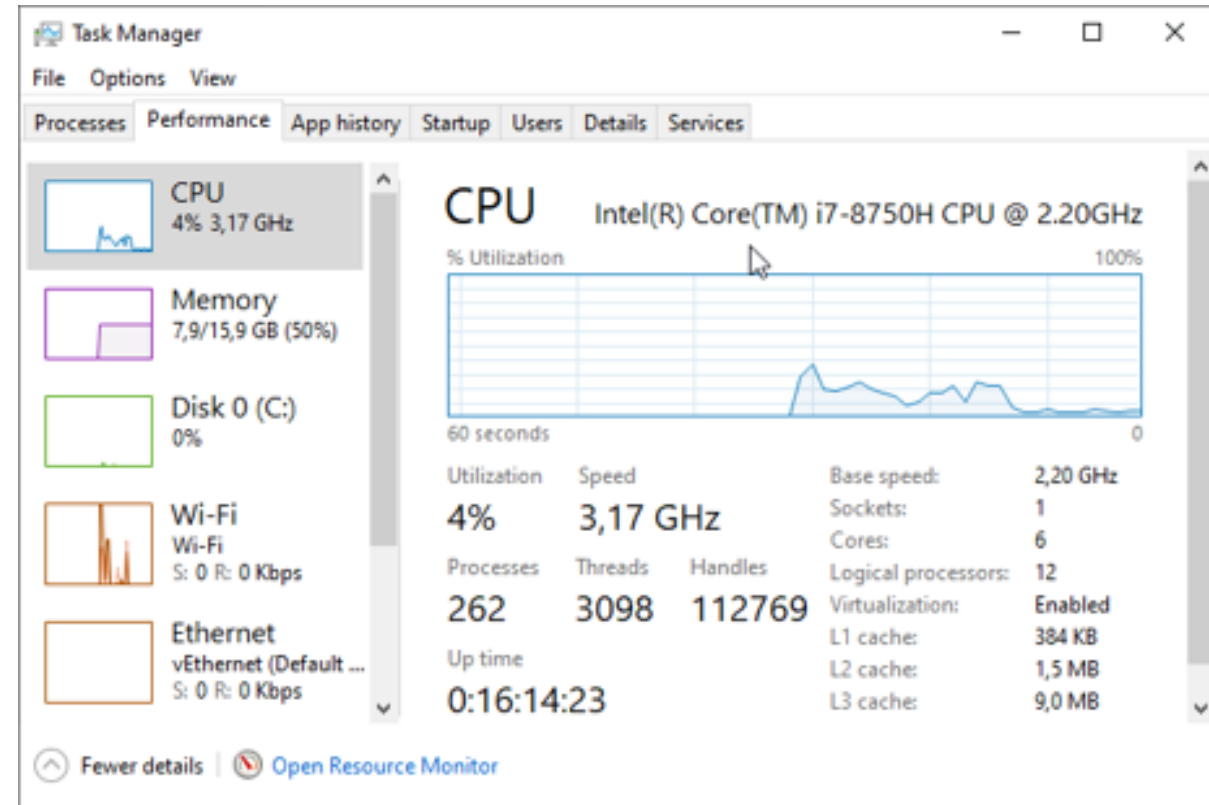 Task Manager
File Options View
Processes Performance App history Startup Users Details Services
CPU
4% 3,17 GHz
Memory
7,9/15,9 GB (50%)
Disk 0 (C:)
0%
Wi-Fi
Wi-Fi
S: 0 R: 0 Kbps
Ethernet
vEthernet (Default ...
S: 0 R: 0 Kbps
CPU Intel(R) Core(TM) i7-8750H CPU @ 2.20GHz
% Utilization 100%
60 seconds 0
Utilization Speed
4% 3,17 GHz
Processes Threads Handles
262 3098 112769
Up time
0:16:14:23
Base speed: 2,20 GHz
Sockets: 1
Cores: 6
Logical processors: 12
Virtualization: Enabled
L1 cache: 384 KB
L2 cache: 1,5 MB
L3 cache: 9,0 MB
Fewer details Open Resource Monitor